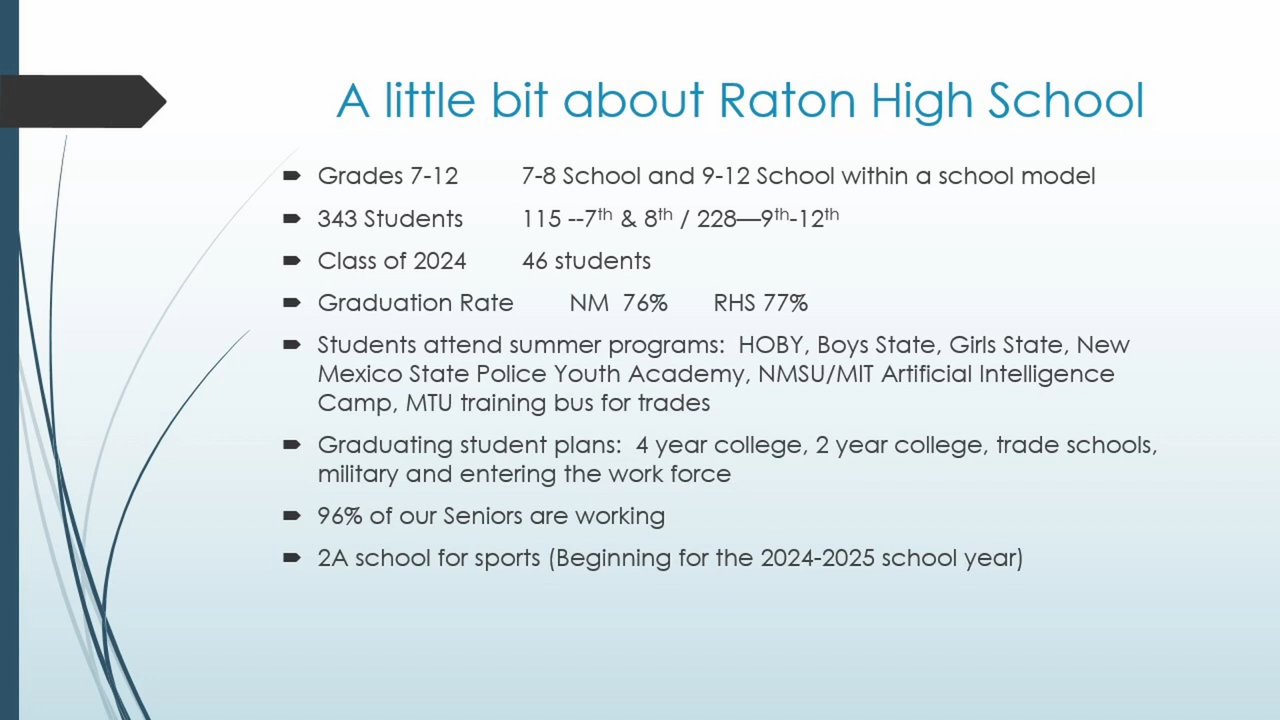 A little bit about Raton High School
Grades 7-12 7-8 School and 9-12 School within a school model
343 Students 115 --7th & 8th / 228—9th-12th
Class of 2024 46 students
Graduation Rate NM 76% RHS 77%
Students attend summer programs: HOBY, Boys State, Girls State, New
Mexico State Police Youth Academy, NMSU/MIT Artificial Intelligence
Camp, MTU training bus for trades
Graduating student plans: 4 year college, 2 year college, trade schools,
military and entering the work force
96% of our Seniors are working
2A school for sports (Beginning for the 2024-2025 school year)